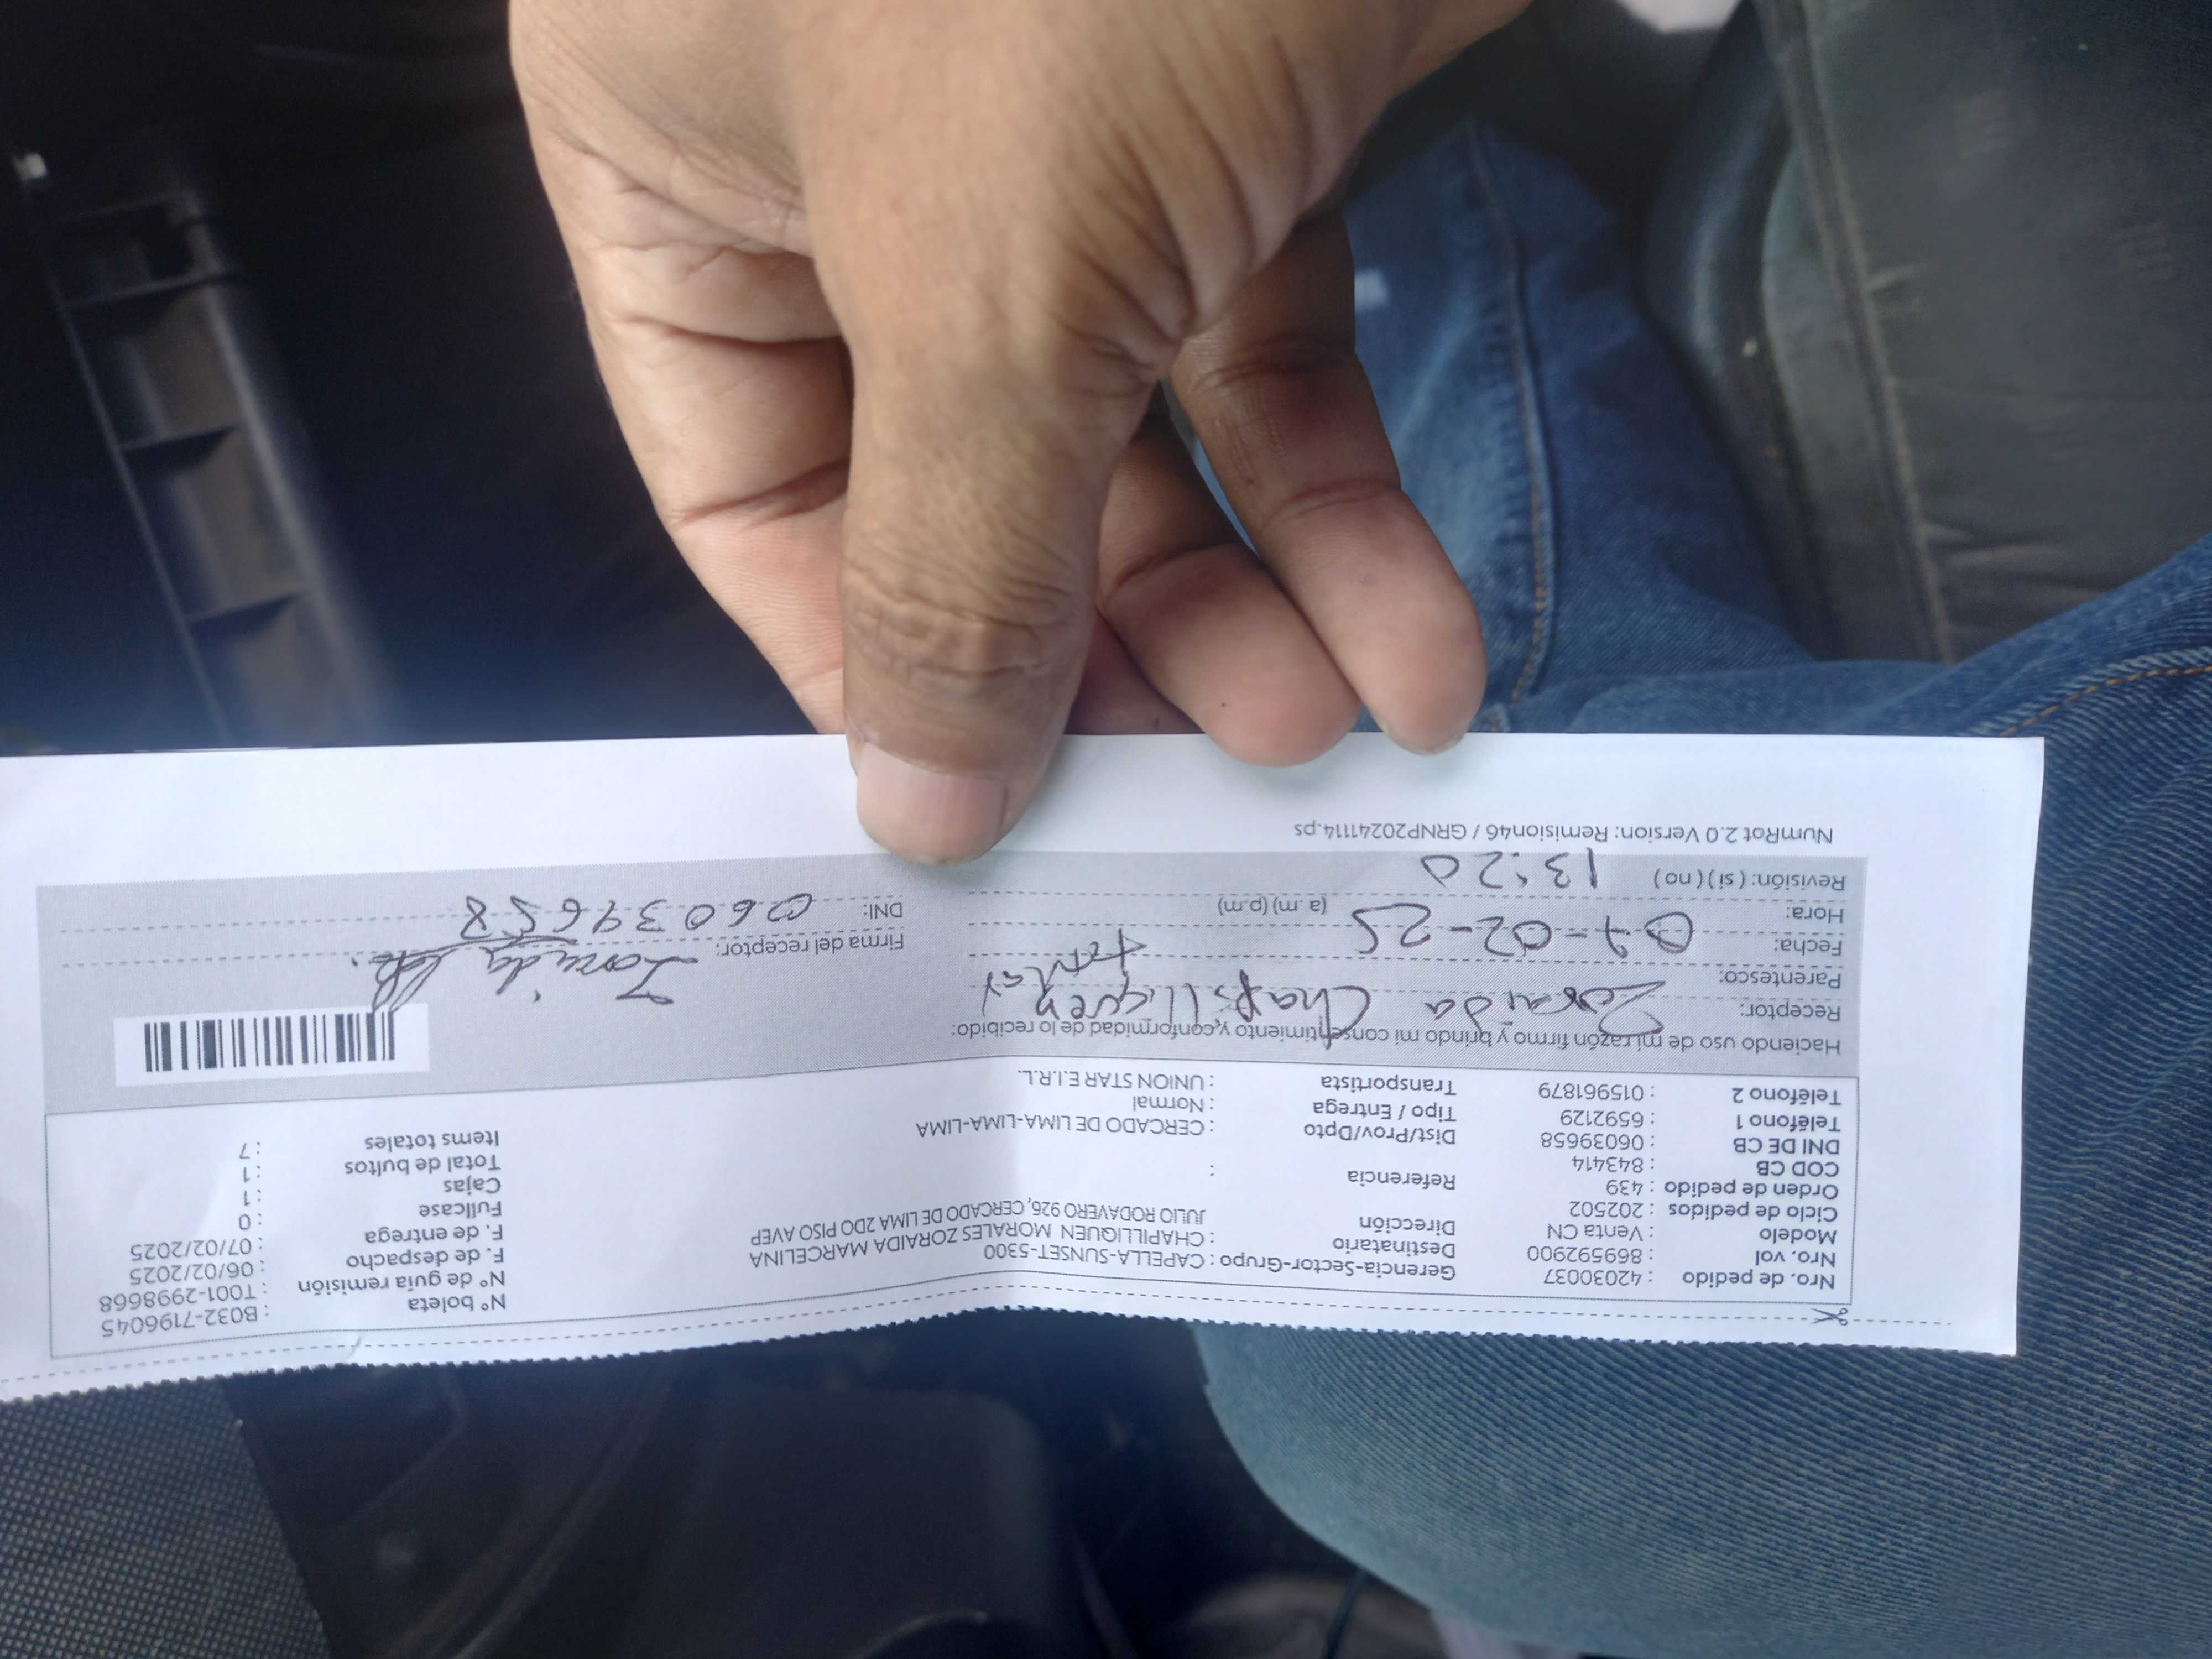 Nro. de pedido : 42030037 Gerencia-Sector-Grupo : CAPELLA-SUNSET-5300 N° boleta : B032-7196045
Nro. vol : 869592900 Destinatario CHAPILLIQUEN MORALES ZORAIDA MARCELINA N° de guía remisión : T001-2998668
Modelo : Venta CN Dirección JULIO RODAVERO 926, CERCADO DE LIMA 2DO PISO AVEP F. de despacho : 06/02/2025
Ciclo de pedidos : 202502 F. de entrega : 07/02/2025
Orden de pedido : 439 Referencia : Fullcase : 0
COD CB : 843414 Cajas : 1
DNI DE CB : 06039658 Dist/Prov/Dpto : CERCADO DE LIMA-LIMA-LIMA Total de bultos : 1
Teléfono 1 : 6592129 Tipo / Entrega : Normal Items totales : 7
Teléfono 2 : 015961879 Transportista : UNION STAR E.I.R.L.
Haciendo uso de mi razón firmo y brindo mi consentimiento y conformidad de lo recibido:
Receptor: Zoraida Chapilliquen
Parentesco: Firma del receptor: Zoraida
Fecha: 07-02-25 DNI: 06039658
Hora: (a.m) (p.m)
Revisión: ( si ) ( no ) 13:20
NumRot 2.0 Version: Remision46 / GRNP20241114.ps